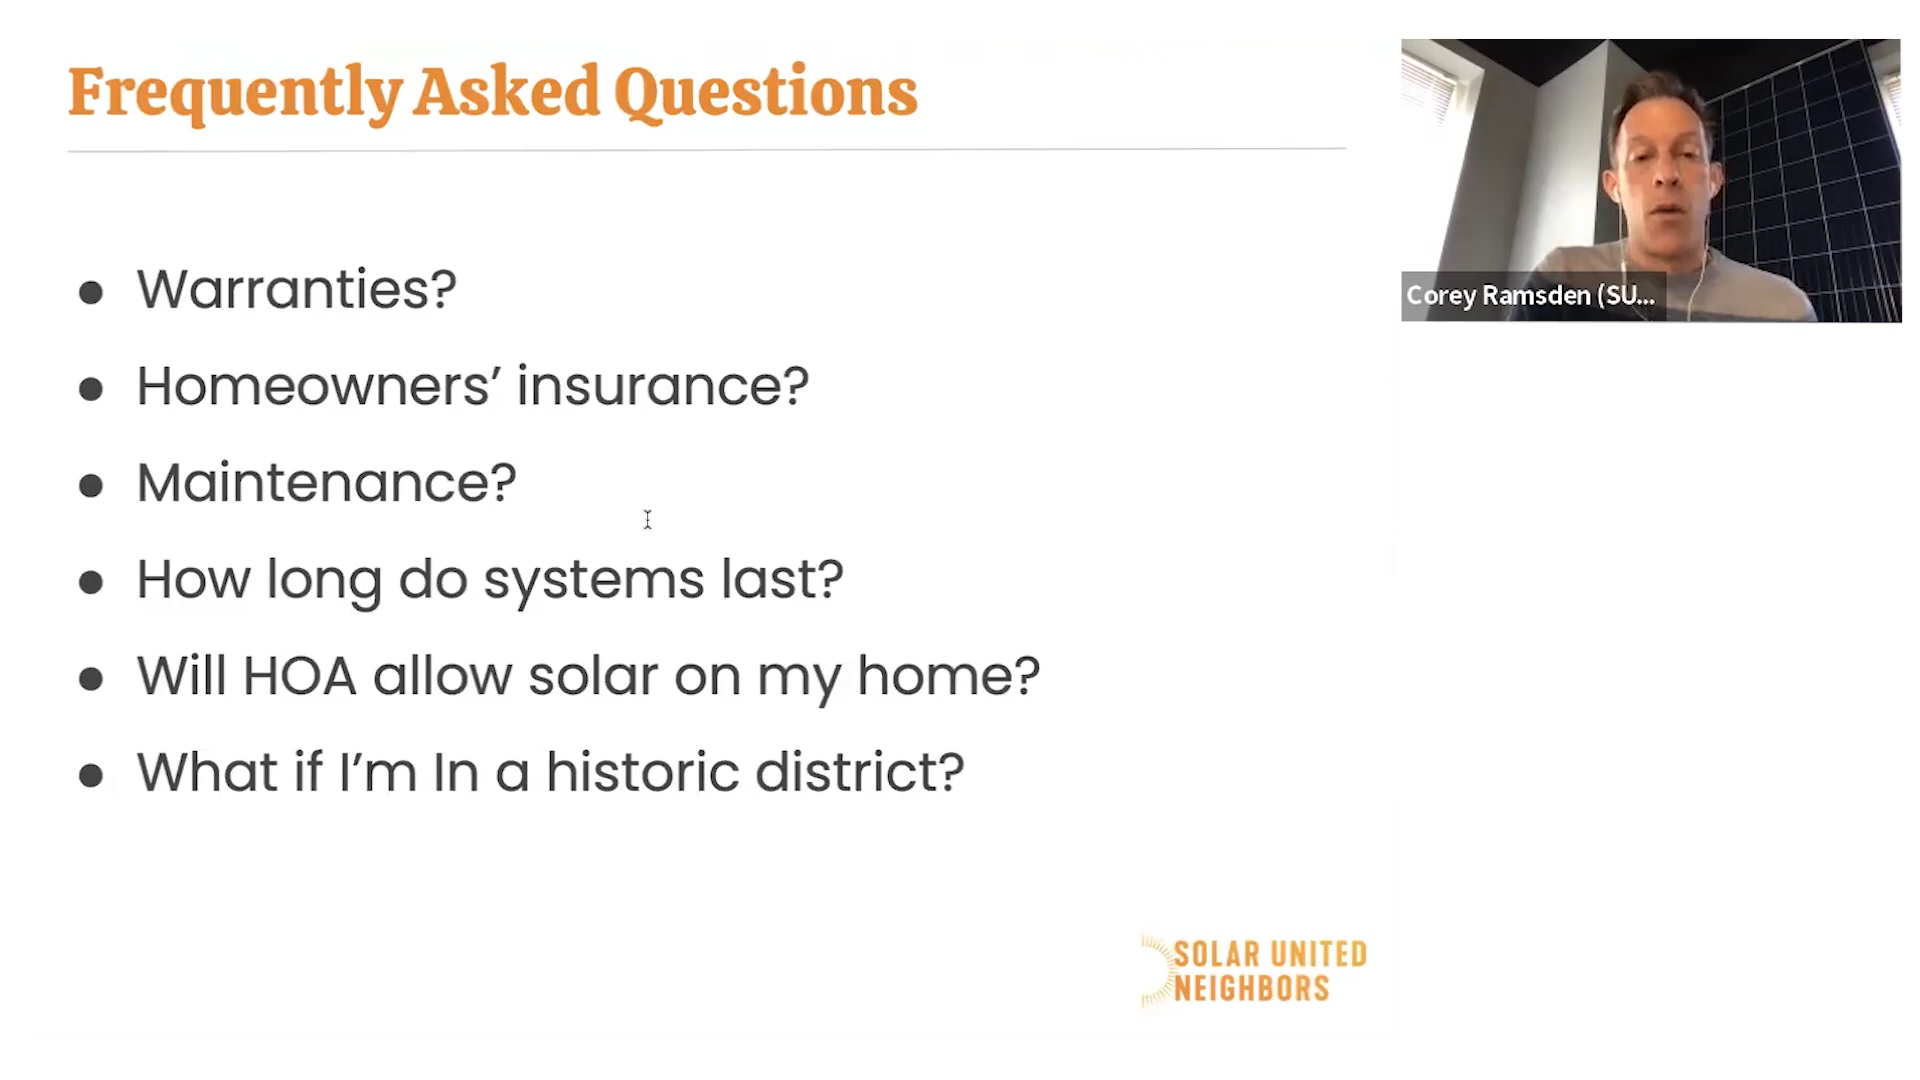 Frequently Asked Questions
Warranties?
Homeowners’ insurance?
Maintenance?
How long do systems last?
Will HOA allow solar on my home?
What if I’m In a historic district?
Corey Ramsden (SU...
SOLAR UNITED
NEIGHBORS